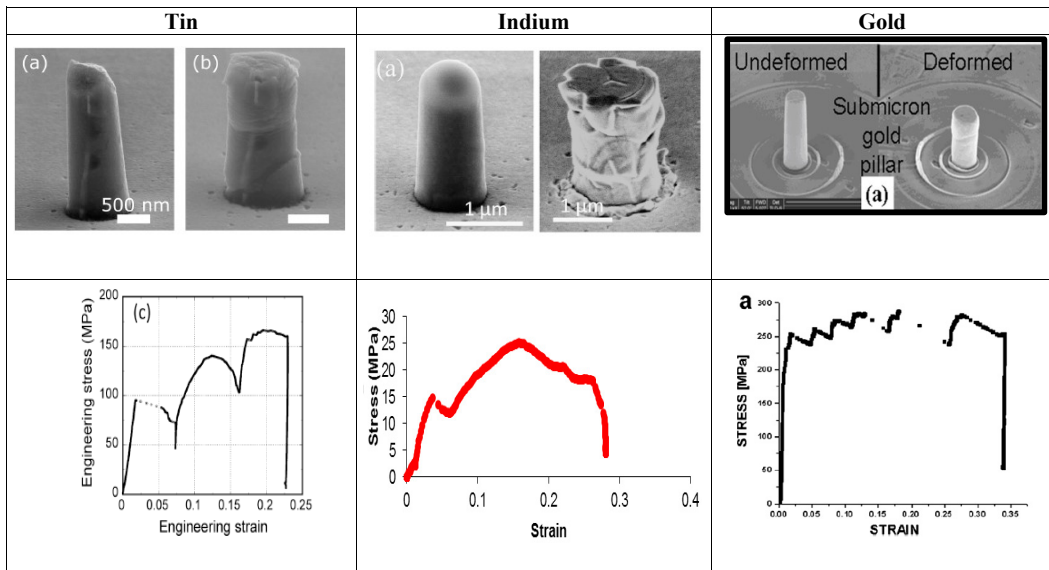 Tin
Indium
Gold
(a)
(b)
500 nm
(a)
1 µm
1 µm
Undeformed
Deformed
Submicron
gold
pillar
(a)
(c)
200
150
100
50
0
Engineering stress (MPa)
0
0.05
0.1
0.15
0.2
0.25
Engineering strain
30
25
20
15
10
5
0
Stress (MPa)
0
0.1
0.2
0.3
0.4
Strain
a
300
250
200
150
100
50
0
STRESS [MPa]
0.00
0.05
0.10
0.15
0.20
0.25
0.30
0.35
STRAIN